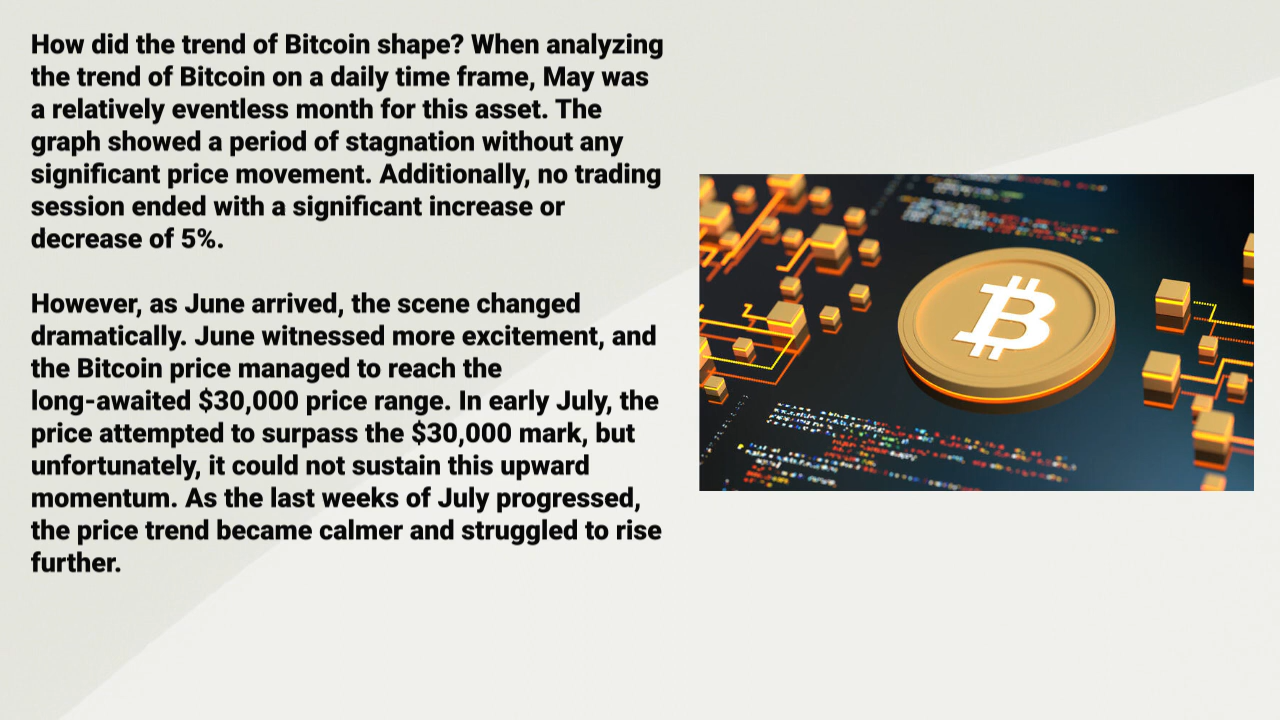 How did the trend of Bitcoin shape? When analyzing
the trend of Bitcoin on a daily time frame, May was
a relatively eventless month for this asset. The
graph showed a period of stagnation without any
significant price movement. Additionally, no trading
session ended with a significant increase or
decrease of 5%.
However, as June arrived, the scene changed
dramatically. June witnessed more excitement, and
the Bitcoin price managed to reach the
long-awaited $30,000 price range. In early July, the
price attempted to surpass the $30,000 mark, but
unfortunately, it could not sustain this upward
momentum. As the last weeks of July progressed,
the price trend became calmer and struggled to rise
further.